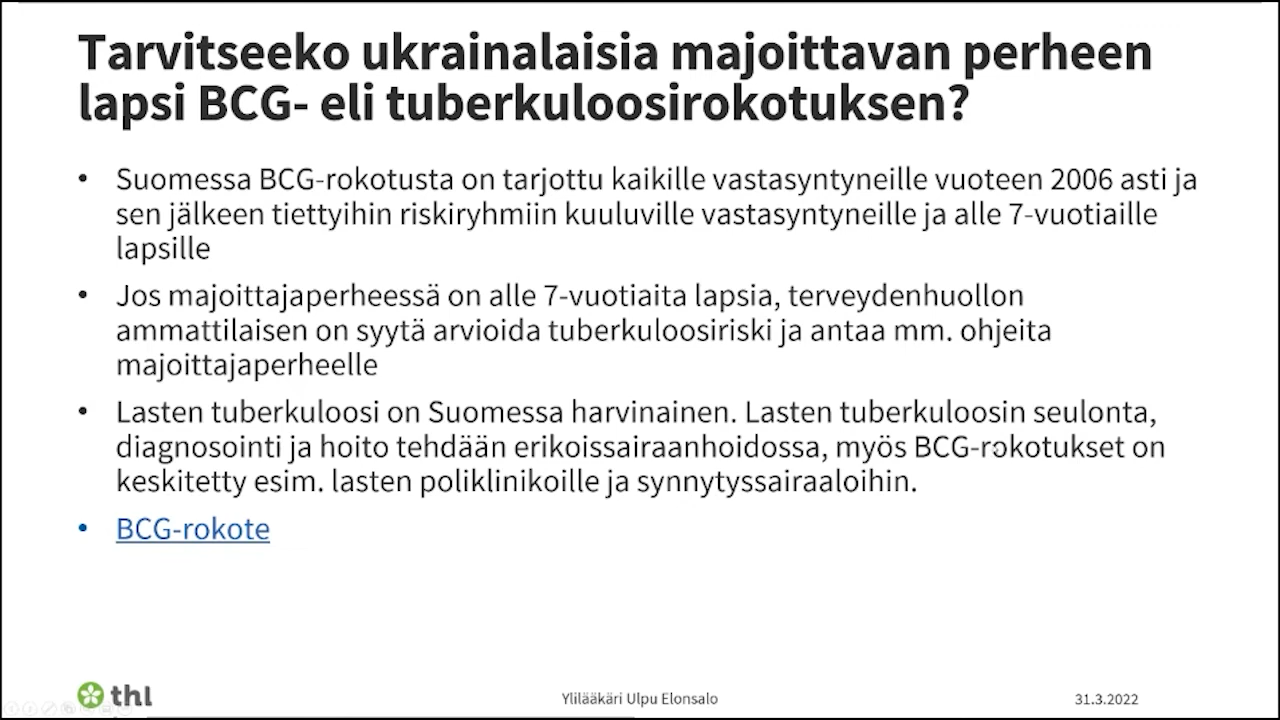 Tarvitseeko ukrainalaisia majoittavan perheen
lapsi BCG- eli tuberkuloosirokotuksen?
• Suomessa BCG-rokotusta on tarjottu kaikille vastasyntyneille vuoteen 2006 asti ja
sen jälkeen tiettyihin riskiryhmiin kuuluville vastasyntyneille ja alle 7-vuotiaille
lapsille
• Jos majoittajaperheessä on alle 7-vuotiaita lapsia, terveydenhuollon
ammattilaisen on syytä arvioida tuberkuloosiriski ja antaa mm. ohjeita
majoittajaperheelle
• Lasten tuberkuloosi on Suomessa harvinainen. Lasten tuberkuloosin seulonta,
diagnosointi ja hoito tehdään erikoissairaanhoidossa, myös BCG-rokotukset on
keskitetty esim. lasten poliklinikoille ja synnytyssairaaloihin.
• BCG-rokote
thl
Ylilääkäri Ulpu Elonsalo
31.3.2022